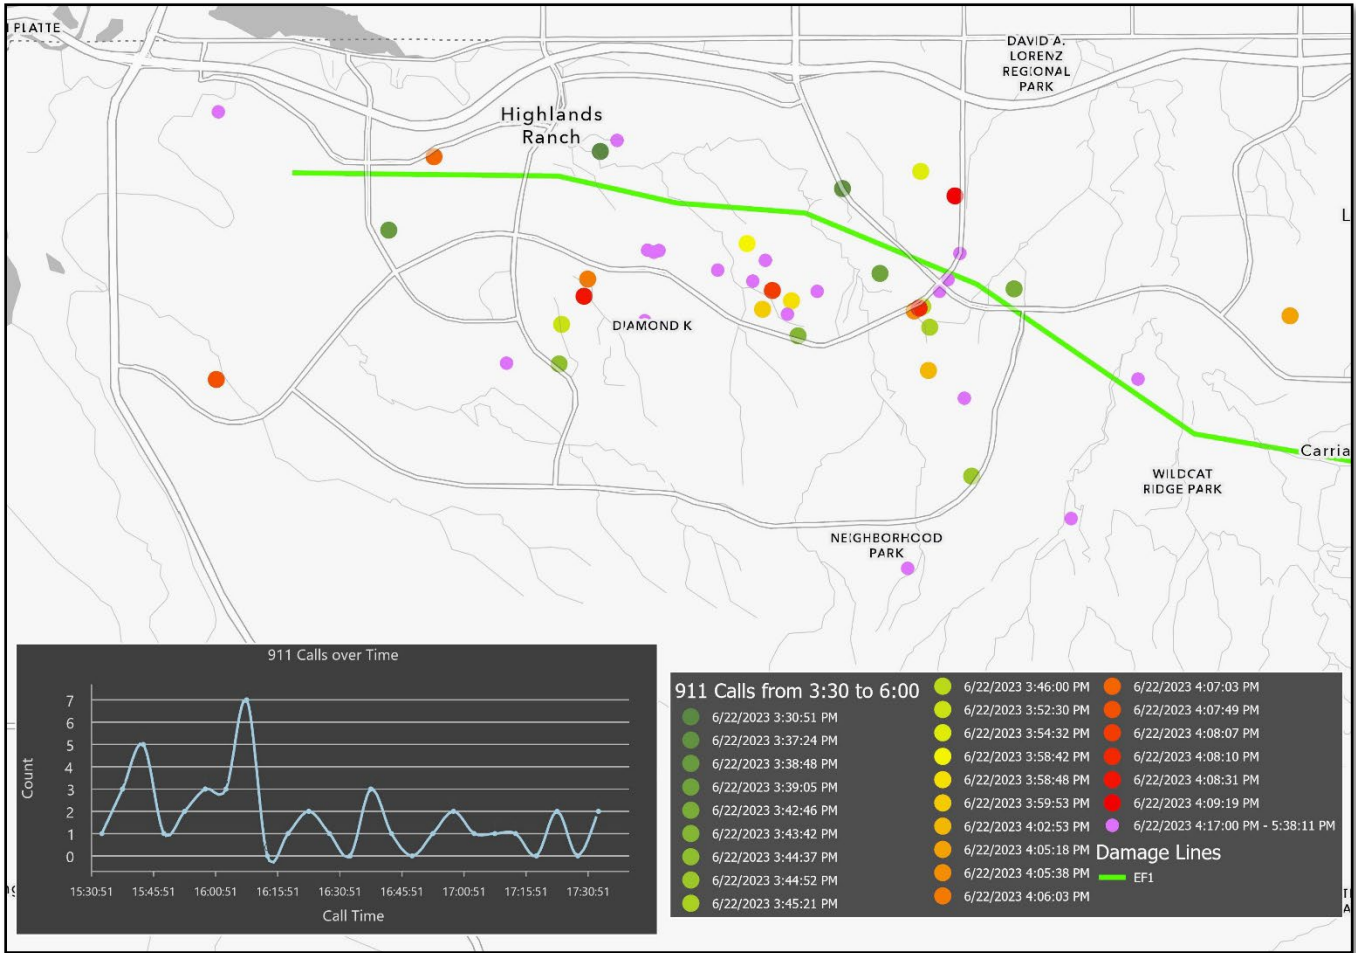 PLATTE
DAVID A.
LORENZ
REGIONAL
PARK
Highlands
Ranch
L
DIAMOND K
Carria
WILDCAT
RIDGE PARK
NEIGHBORHOOD
PARK
911 Calls over Time
Count
7
6
5
4
3
2
1
0
15:30:51 15:45:51 16:00:51 16:15:51 16:30:51 16:45:51 17:00:51 17:15:51 17:30:51
Call Time
911 Calls from 3:30 to 6:00
6/22/2023 3:30:51 PM
6/22/2023 3:37:24 PM
6/22/2023 3:38:48 PM
6/22/2023 3:39:05 PM
6/22/2023 3:42:46 PM
6/22/2023 3:43:42 PM
6/22/2023 3:44:37 PM
6/22/2023 3:44:52 PM
6/22/2023 3:45:21 PM
6/22/2023 3:46:00 PM
6/22/2023 3:52:30 PM
6/22/2023 3:54:32 PM
6/22/2023 3:58:42 PM
6/22/2023 3:58:48 PM
6/22/2023 3:59:53 PM
6/22/2023 4:02:53 PM
6/22/2023 4:05:18 PM
6/22/2023 4:05:38 PM
6/22/2023 4:06:03 PM
6/22/2023 4:07:03 PM
6/22/2023 4:07:49 PM
6/22/2023 4:08:07 PM
6/22/2023 4:08:10 PM
6/22/2023 4:08:31 PM
6/22/2023 4:09:19 PM
6/22/2023 4:17:00 PM - 5:38:11 PM
Damage Lines
EF1